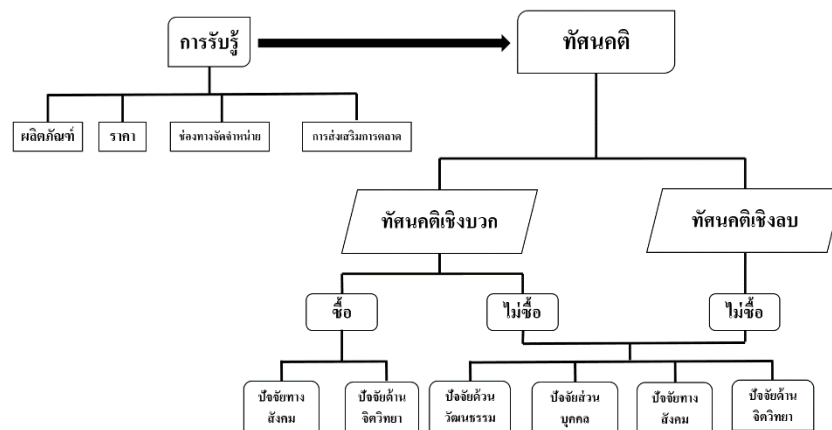 การรับรู้
ทัศนคติ
ผลิตภัณฑ์
ราคา
ช่องทางจัดจำหน่าย
การส่งเสริมการตลาด
ทัศนคติเชิงบวก
ทัศนคติเชิงลบ
ซื้อ
ไม่ซื้อ
ไม่ซื้อ
ปัจจัยทาง
สังคม
ปัจจัยด้าน
จิตวิทยา
ปัจจัยด้วน
วัฒนธรรม
ปัจจัยส่วน
บุคคล
ปัจจัยทาง
สังคม
ปัจจัยด้าน
จิตวิทยา